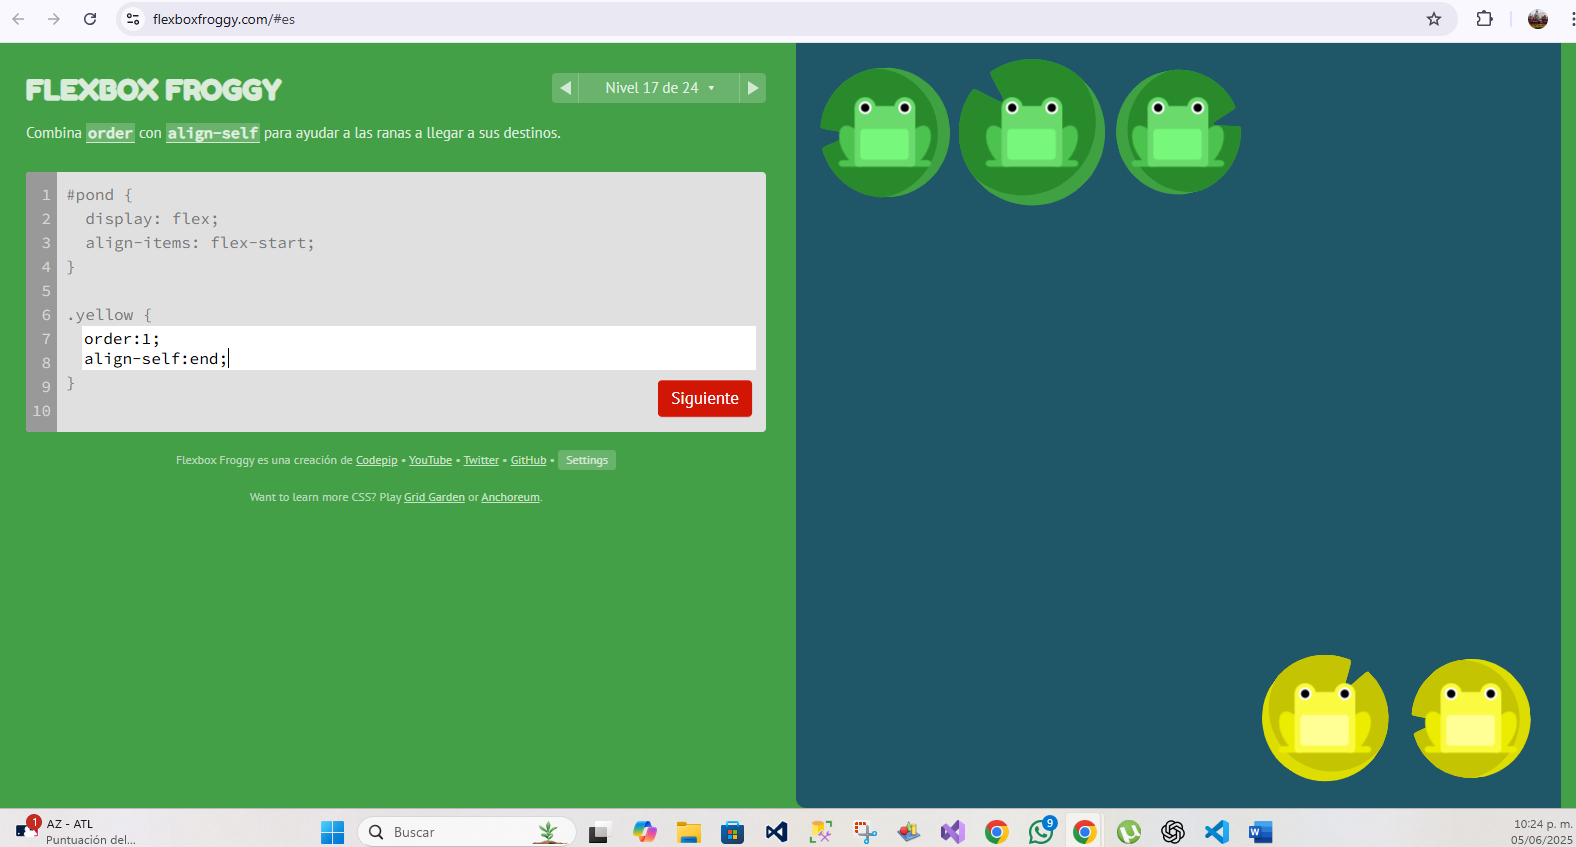 flexboxfroggy.com/#es
FLEXBOX FROGGY
Nivel 17 de 24
Combina order con align-self para ayudar a las ranas a llegar a sus destinos.
1 #pond {
2 display: flex;
3 align-items: flex-start;
4 }
5
6 .yellow {
7 order:1;
8 align-self:end;
9 }
10
Siguiente
Flexbox Froggy es una creación de Codepip • YouTube • Twitter • GitHub • Settings
Want to learn more CSS? Play Grid Garden or Anchoreum.
1
AZ - ATL
Puntuación del...
Buscar
9
W
10:24 p. m.
05/06/2025